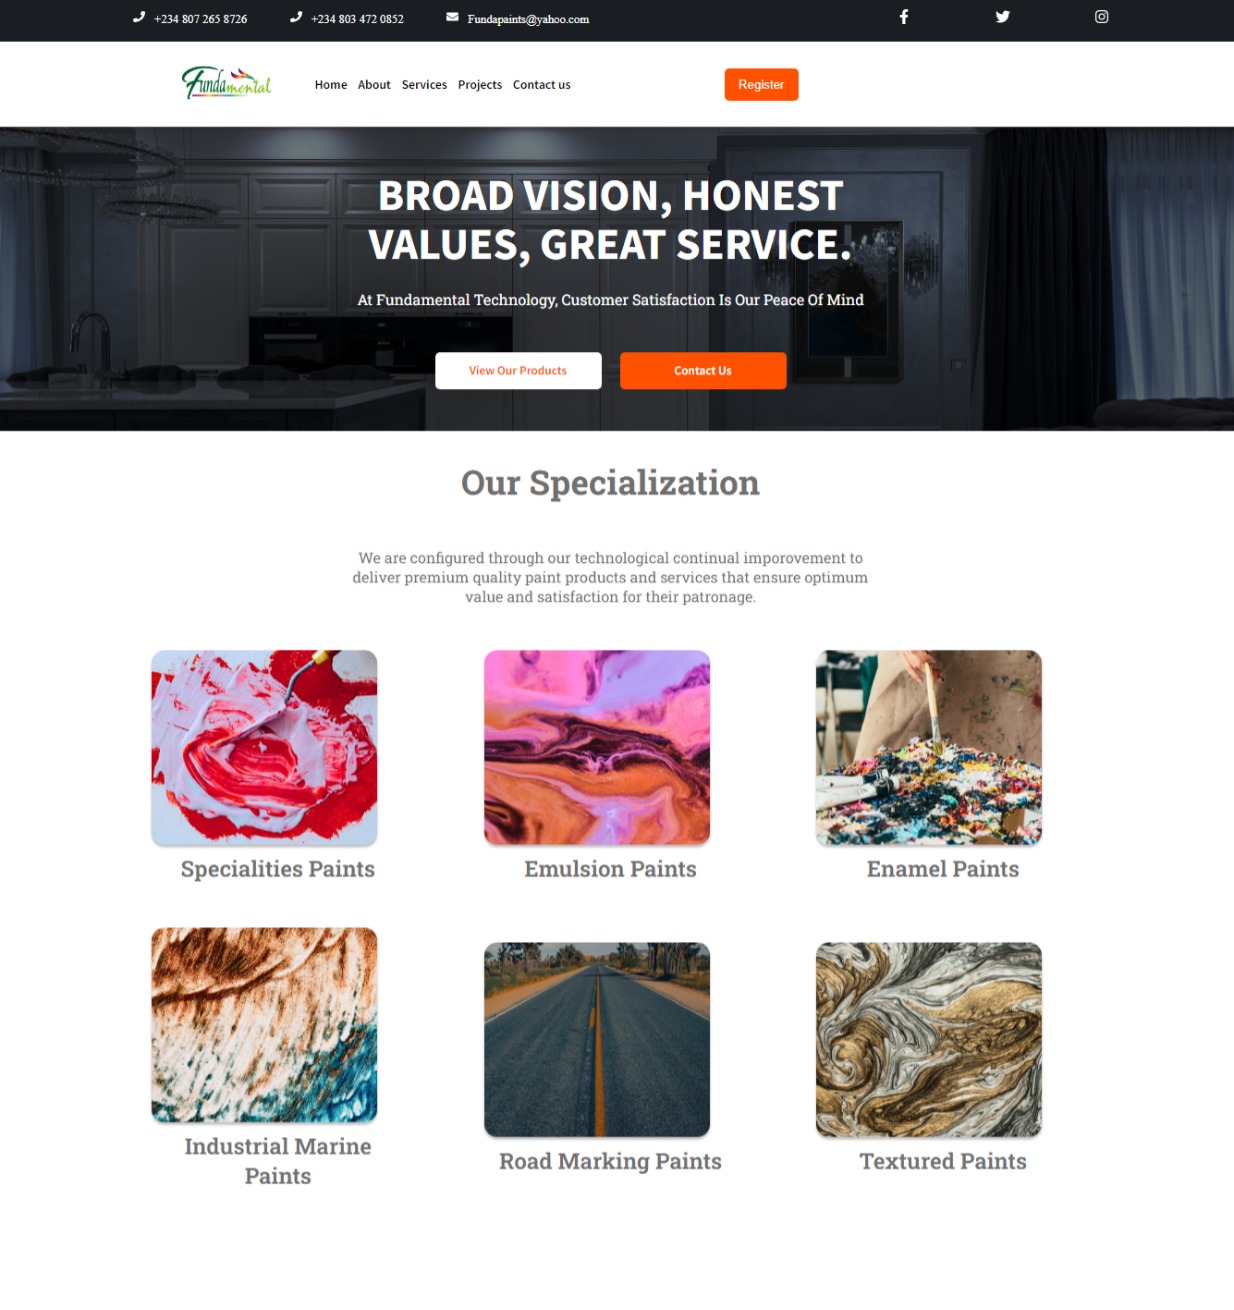 +234 807 265 8726
+234 803 472 0852
Fundapaints@yahoo.com
Fundamental
Home
About
Services
Projects
Contact us
Register
BROAD VISION, HONEST
VALUES, GREAT SERVICE.
At Fundamental Technology, Customer Satisfaction Is Our Peace Of Mind
View Our Products
Contact Us
Our Specialization
We are configured through our technological continual imporovement to
deliver premium quality paint products and services that ensure optimum
value and satisfaction for their patronage.
Specialities Paints
Emulsion Paints
Enamel Paints
Industrial Marine
Paints
Road Marking Paints
Textured Paints